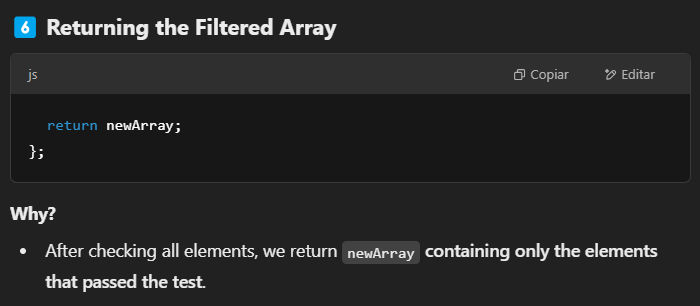 6 Returning the Filtered Array
js Copiar Editar
return newArray;
};
Why?
• After checking all elements, we return newArray containing only the elements
that passed the test.